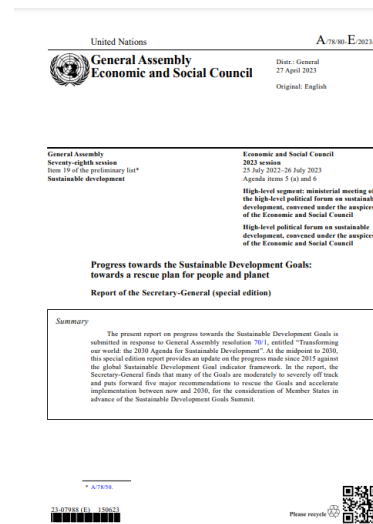 United Nations
A/78/80-E/2023
General Assembly
Economic and Social Council
Distr.: General
27 April 2023
Original: English
General Assembly
Seventy-eighth session
Item 19 of the preliminary list*
Sustainable development
Economic and Social Council
2023 session
25 July 2022–26 July 2023
Agenda items 5 (a) and 6
High-level segment: ministerial meeting of
the high-level political forum on sustainab
development, convened under the auspices
of the Economic and Social Council
High-level political forum on sustainable
development, convened under the auspices
of the Economic and Social Council
Progress towards the Sustainable Development Goals:
towards a rescue plan for people and planet
Report of the Secretary-General (special edition)
Summary
The present report on progress towards the Sustainable Development Goals is
submitted in response to General Assembly resolution 70/1, entitled “Transforming
our world: the 2030 Agenda for Sustainable Development”. At the midpoint to 2030,
this special edition report provides an update on the progress made since 2015 against
the global Sustainable Development Goal indicator framework. In the report, the
Secretary-General finds that many of the Goals are moderately to severely off track
and puts forward five major recommendations to rescue the Goals and accelerate
implementation between now and 2030, for the consideration of Member States in
advance of the Sustainable Development Goals Summit.
* A/78/50.
23-07988 (E) 150623
Please recycle